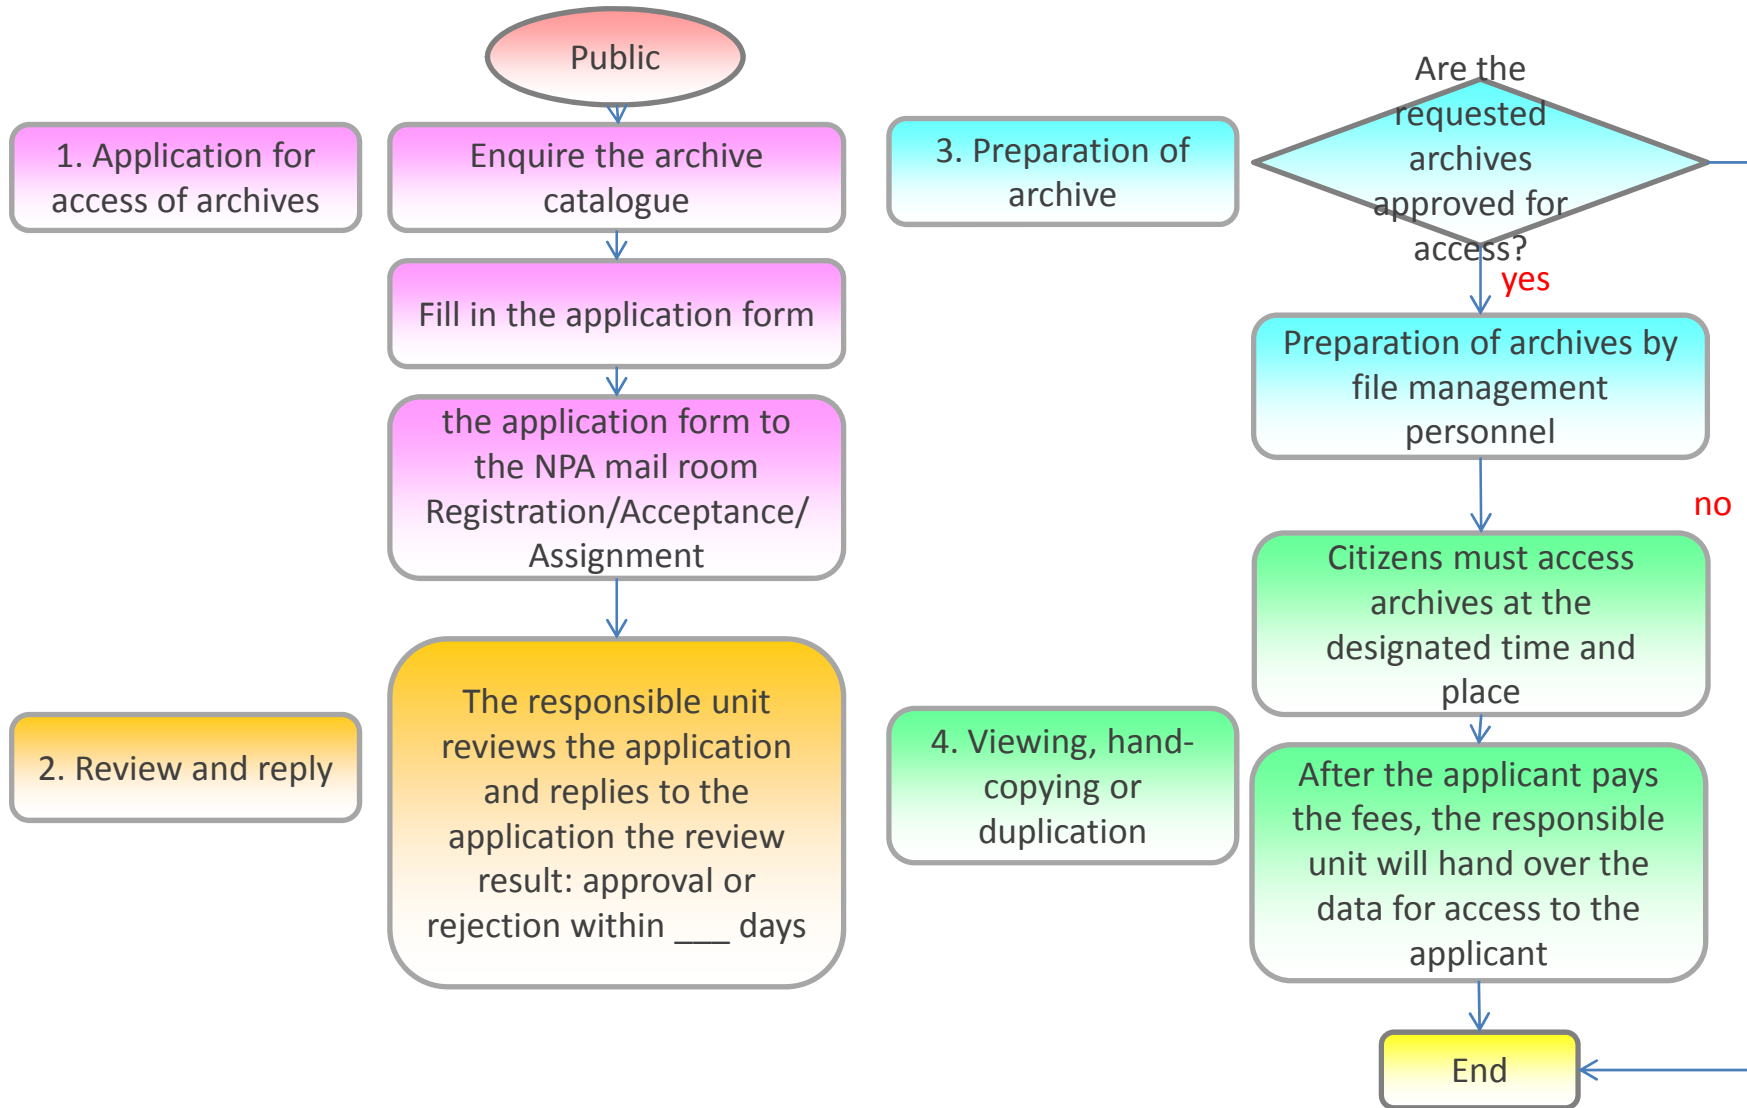 Public
1. Application for
access of archives
Enquire the archive
catalogue
Fill in the application form
the application form to
the NPA mail room
Registration/Acceptance/
Assignment
2. Review and reply
The responsible unit
reviews the application
and replies to the
application the review
result: approval or
rejection within ___ days
3. Preparation of
archive
Are the
requested
archives
approved for
access?
yes
Preparation of archives by
file management
personnel
no
Citizens must access
archives at the
designated time and
place
4. Viewing, hand-
copying or
duplication
After the applicant pays
the fees, the responsible
unit will hand over the
data for access to the
applicant
End